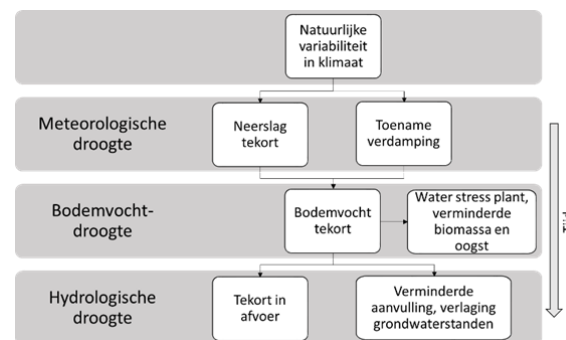 Natuurlijke
variabiliteit
in klimaat
Meteorologische
droogte
Neerslag
tekort
Toename
verdamping
Bodemvocht-
droogte
Bodemvocht
tekort
Water stress plant,
verminderde
biomassa en
oogst
Hydrologische
droogte
Tekort in
afvoer
Verminderde
aanvulling, verlaging
grondwaterstanden